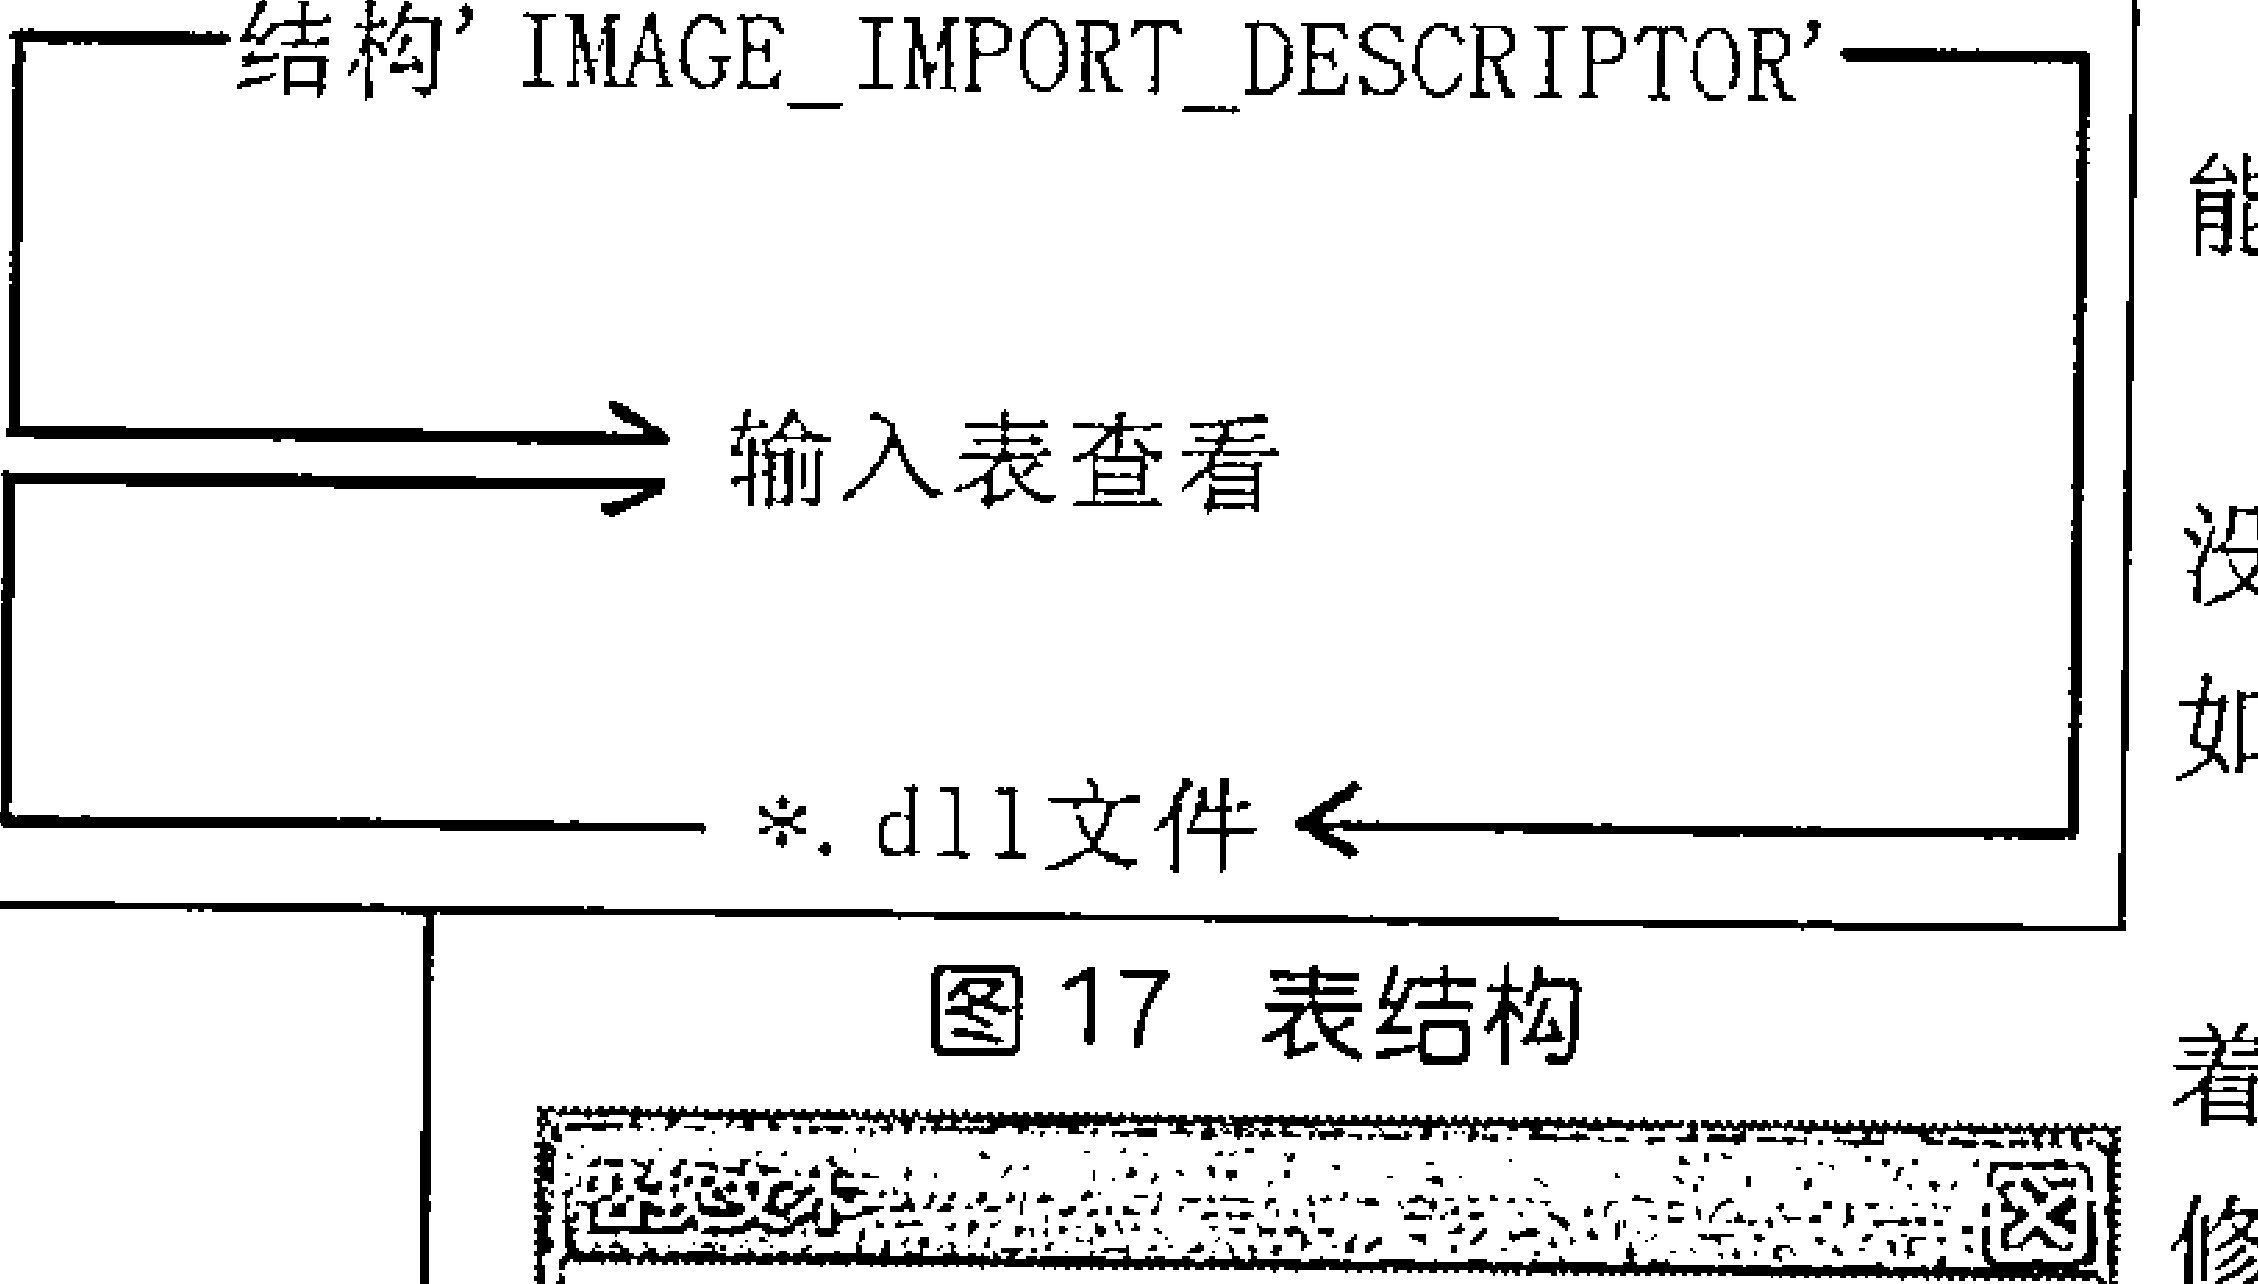 结构’IMAGE_IMPORT_DESCRIPTOR’
输入表查看
*.dll文件
图17 表结构
能
没
如
着
修